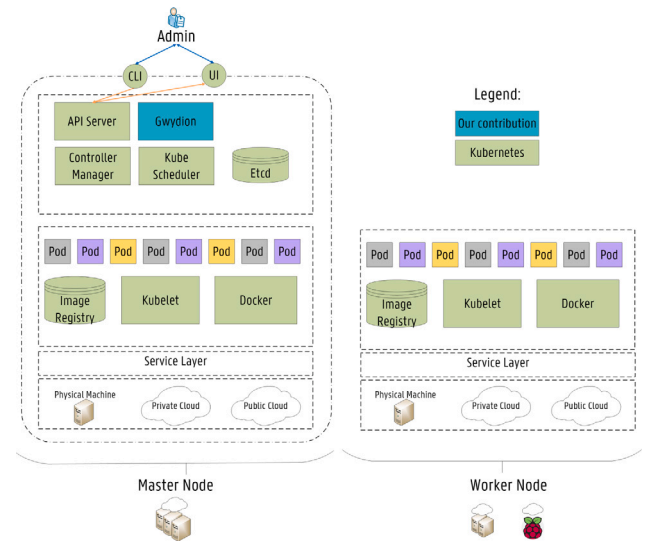 Admin
CLI
UI
Legend:
API Server
Gwydion
Our contribution
Controller
Manager
Kube
Scheduler
Etcd
Kubernetes
Pod Pod Pod Pod Pod Pod Pod Pod
Pod Pod Pod Pod Pod Pod Pod Pod
Image
Registry
Kubelet
Docker
Image
Registry
Kubelet
Docker
Service Layer
Service Layer
Physical Machine
Private Cloud
Public Cloud
Physical Machine
Private Cloud
Public Cloud
Master Node
Worker Node